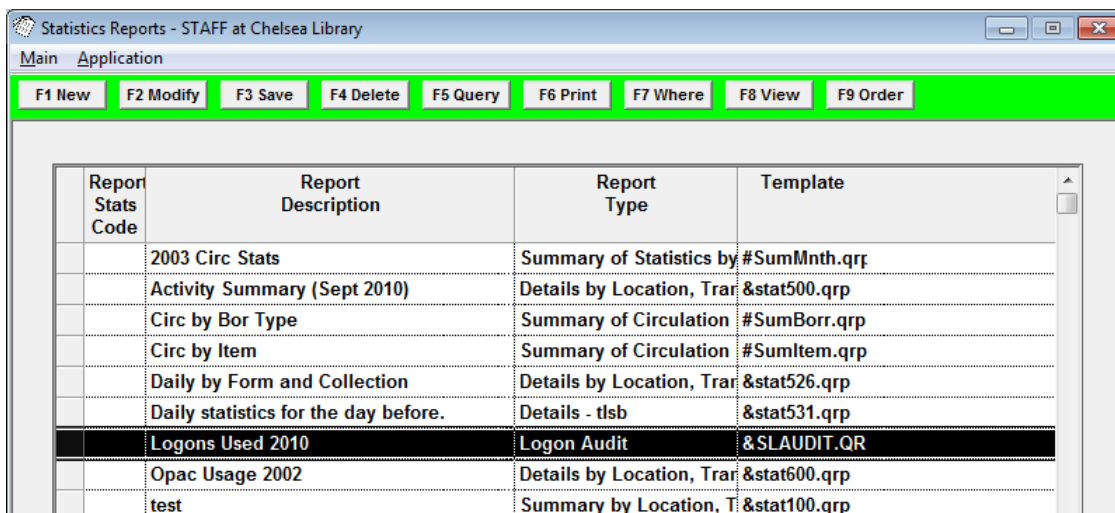 Statistics Reports - STAFF at Chelsea Library
Main Application
F1 New F2 Modify F3 Save F4 Delete F5 Query F6 Print F7 Where F8 View F9 Order
Report Stats Code Report Description Report Type Template
2003 Circ Stats Summary of Statistics by #SumMnth.qrp
Activity Summary (Sept 2010) Details by Location, Tran &stat500.qrp
Circ by Bor Type Summary of Circulation #SumBorr.qrp
Circ by Item Summary of Circulation #SumItem.qrp
Daily by Form and Collection Details by Location, Tran &stat526.qrp
Daily statistics for the day before. Details - tlsb &stat531.qrp
Logons Used 2010 Logon Audit &SLAUDIT.QR
Opac Usage 2002 Details by Location, Tran &stat600.qrp
test Summary by Location, T &stat100.qrp